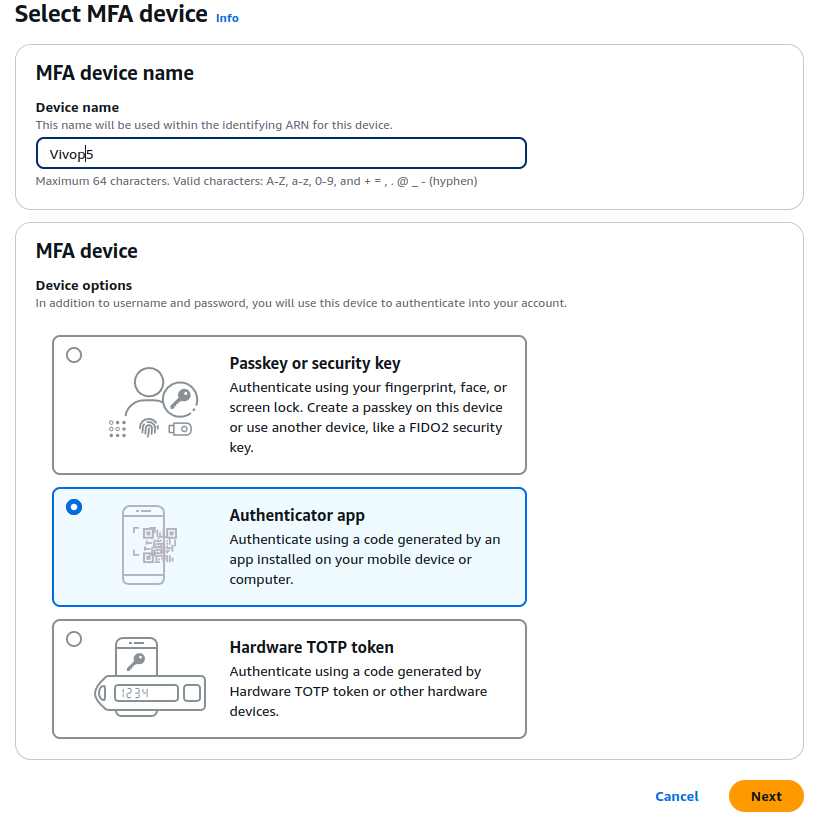 Select MFA device Info
MFA device name
Device name
This name will be used within the identifying ARN for this device.
Vivop5
Maximum 64 characters. Valid characters: A-Z, a-z, 0-9, and + = , . @ _ - (hyphen)
MFA device
Device options
In addition to username and password, you will use this device to authenticate into your account.
Passkey or security key
Authenticate using your fingerprint, face, or
screen lock. Create a passkey on this device
or use another device, like a FIDO2 security
key.
Authenticator app
Authenticate using a code generated by an
app installed on your mobile device or
computer.
Hardware TOTP token
Authenticate using a code generated by
Hardware TOTP token or other hardware
devices.
1234
Cancel Next